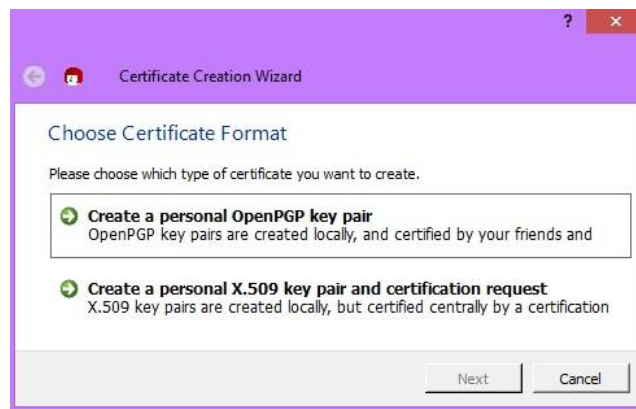 ?
Certificate Creation Wizard
Choose Certificate Format
Please choose which type of certificate you want to create.
Create a personal OpenPGP key pair
OpenPGP key pairs are created locally, and certified by your friends and
Create a personal X.509 key pair and certification request
X.509 key pairs are created locally, but certified centrally by a certification
Next Cancel